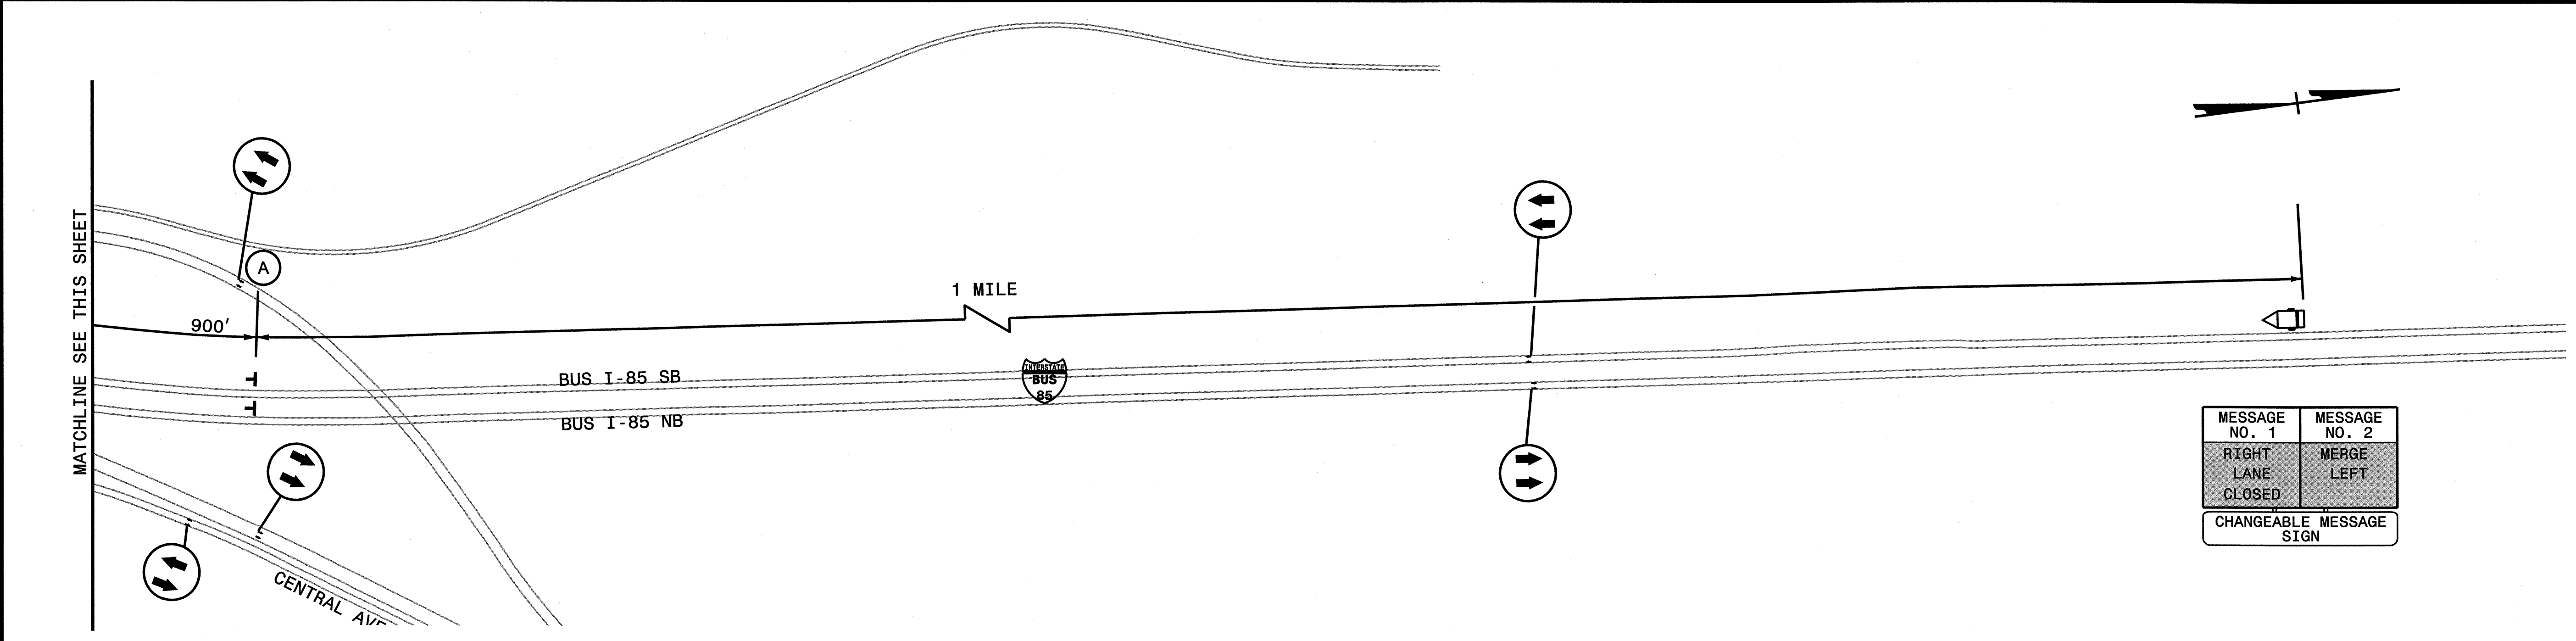 MATCHLINE SEE THIS SHEET
A
900'
1 MILE
BUS I-85 SB
INTERSTATE
BUS
85
BUS I-85 NB
CENTRAL AVE
MESSAGE
NO. 1
MESSAGE
NO. 2
RIGHT
LANE
CLOSED
MERGE
LEFT
CHANGEABLE MESSAGE
SIGN